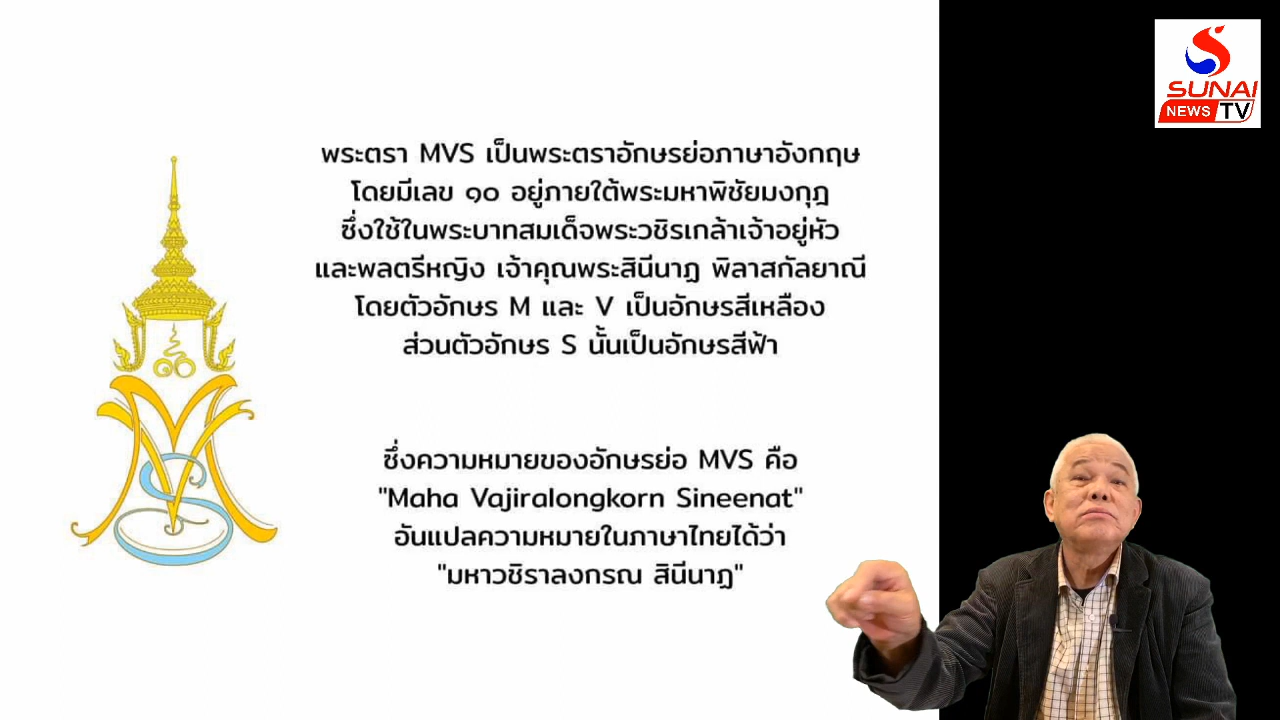 พระตรา MVS เป็นพระตราอักษรย่อภาษาอังกฤษ
โดยมีเลข ๑๐ อยู่ภายใต้พระมหาพิชัยมงกุฎ
ซึ่งใช้ในพระบาทสมเด็จพระวชิรเกล้าเจ้าอยู่หัว
และพลตรีหญิง เจ้าคุณพระสินีนาฏ พิลาสกัลยาณี
โดยตัวอักษร M และ V เป็นอักษรสีเหลือง
ส่วนตัวอักษร S นั้นเป็นอักษรสีฟ้า
ซึ่งความหมายของอักษรย่อ MVS คือ
"Maha Vajiralongkorn Sineenat"
อันแปลความหมายในภาษาไทยได้ว่า
"มหาวชิราลงกรณ สินีนาฏ"
๑๐
MVS
SUNAI
NEWS TV